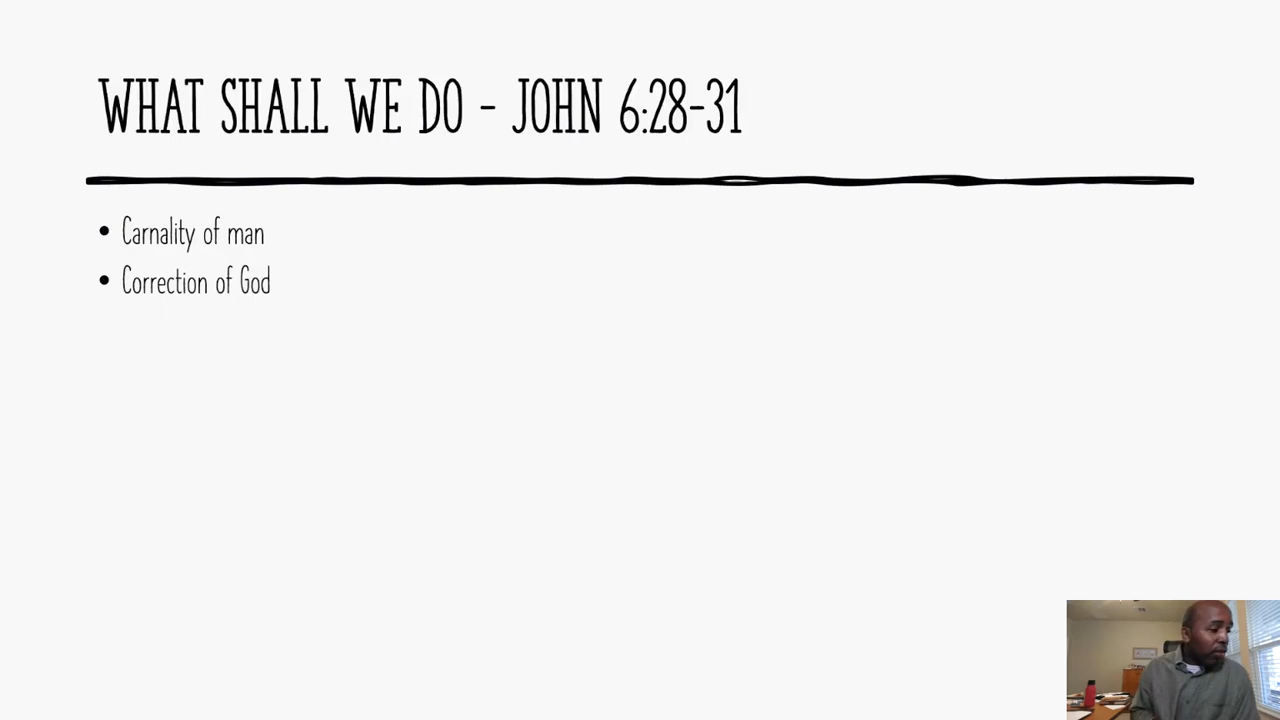 WHAT SHALL WE DO - JOHN 6:28-31
• Carnality of man
• Correction of God